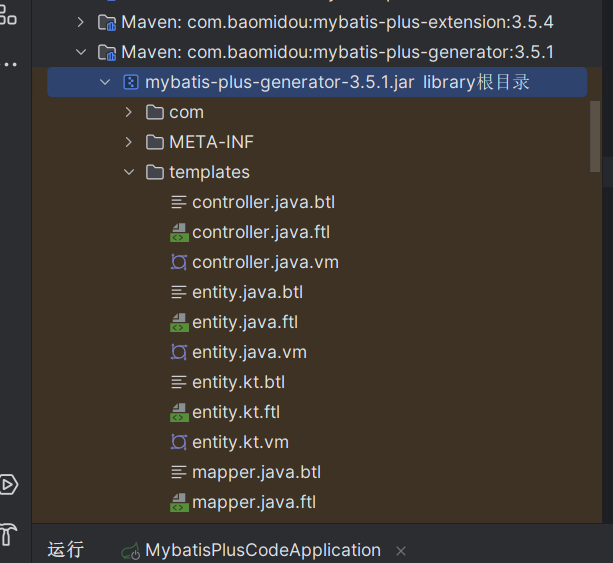 Maven: com.baomidou:mybatis-plus-extension:3.5.4
Maven: com.baomidou:mybatis-plus-generator:3.5.1
mybatis-plus-generator-3.5.1.jar library根目录
com
META-INF
templates
controller.java.btl
controller.java.ftl
controller.java.vm
entity.java.btl
entity.java.ftl
entity.java.vm
entity.kt.btl
entity.kt.ftl
entity.kt.vm
mapper.java.btl
mapper.java.ftl
运行 MybatisPlusCodeApplication